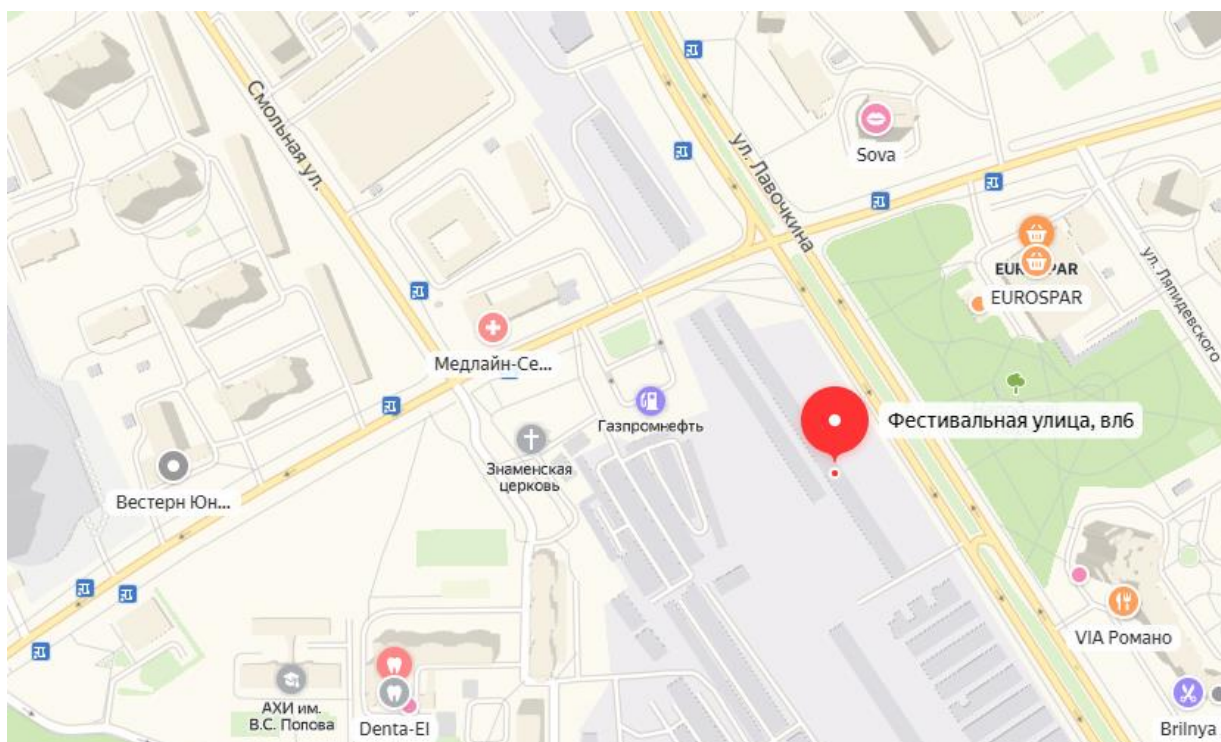 Смольная ул.
ул. Лавочкина
Sova
EUROSPAR
ул. Ляпидевского
Медлайн-Се...
Газпромнефть
Фестивальная улица, вл6
Знаменская
церковь
Вестерн Юн...
VIA Романо
АХИ им.
В.С. Попова
Denta-El
Brilnya